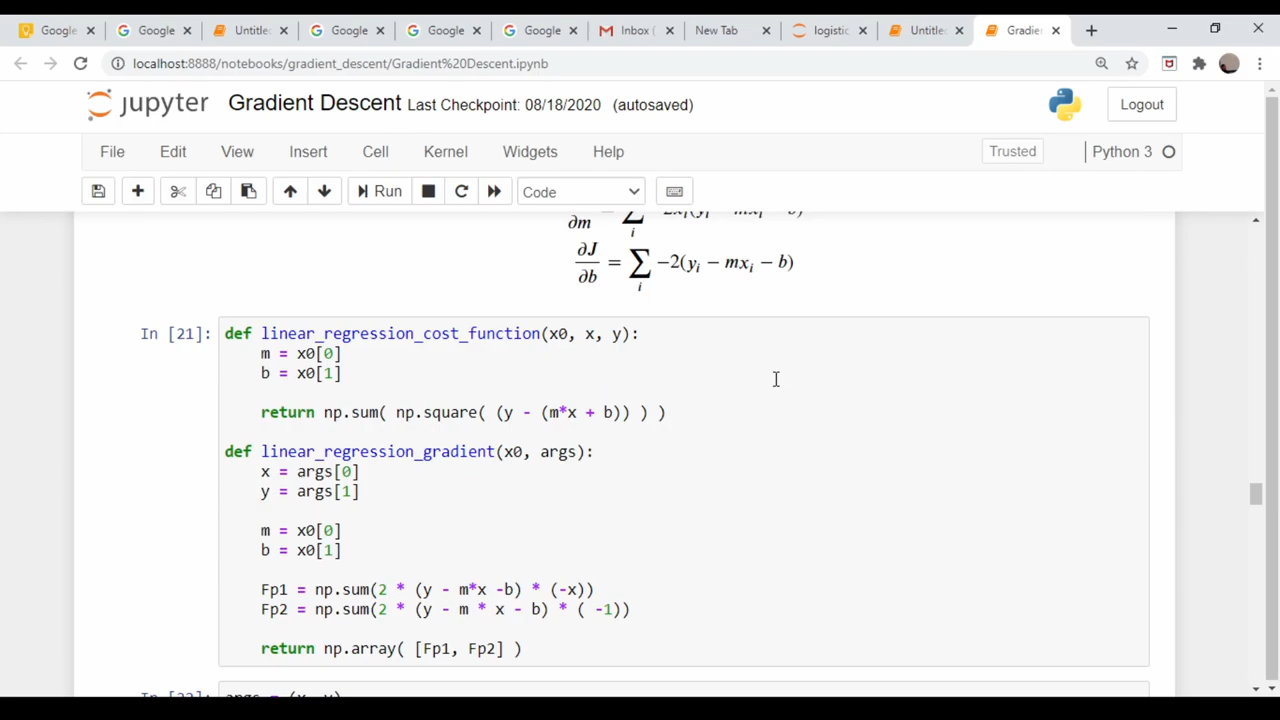 Google
Google
Untitle
Google
Google
Google
Inbox (
New Tab
logistic
Untitle
Gradie
localhost:8888/notebooks/gradient_descent/Gradient%20Descent.ipynb
jupyter Gradient Descent Last Checkpoint: 08/18/2020 (autosaved)
Logout
File Edit View Insert Cell Kernel Widgets Help
Trusted
Python 3
Run
Code
∂m = ∑ i
∂J/∂b = ∑ i −2(yi − mxi − b)
In [21]:
def linear_regression_cost_function(x0, x, y):
m = x0[0]
b = x0[1]
return np.sum( np.square( (y - (m*x + b)) ) )
def linear_regression_gradient(x0, args):
x = args[0]
y = args[1]
m = x0[0]
b = x0[1]
Fp1 = np.sum(2 * (y - m*x -b) * (-x))
Fp2 = np.sum(2 * (y - m * x - b) * ( -1))
return np.array( [Fp1, Fp2] )